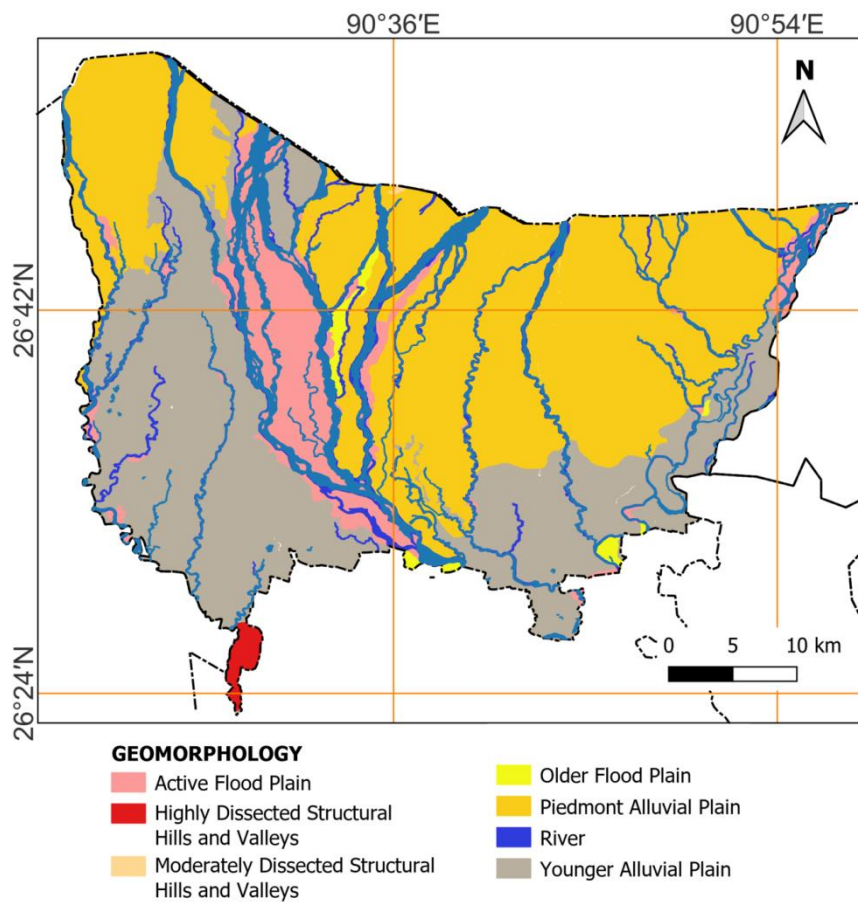 90°36′E
90°54′E
N
26°42′N
0 5 10 km
26°24′N
GEOMORPHOLOGY
Active Flood Plain
Highly Dissected Structural
Hills and Valleys
Moderately Dissected Structural
Hills and Valleys
Older Flood Plain
Piedmont Alluvial Plain
River
Younger Alluvial Plain